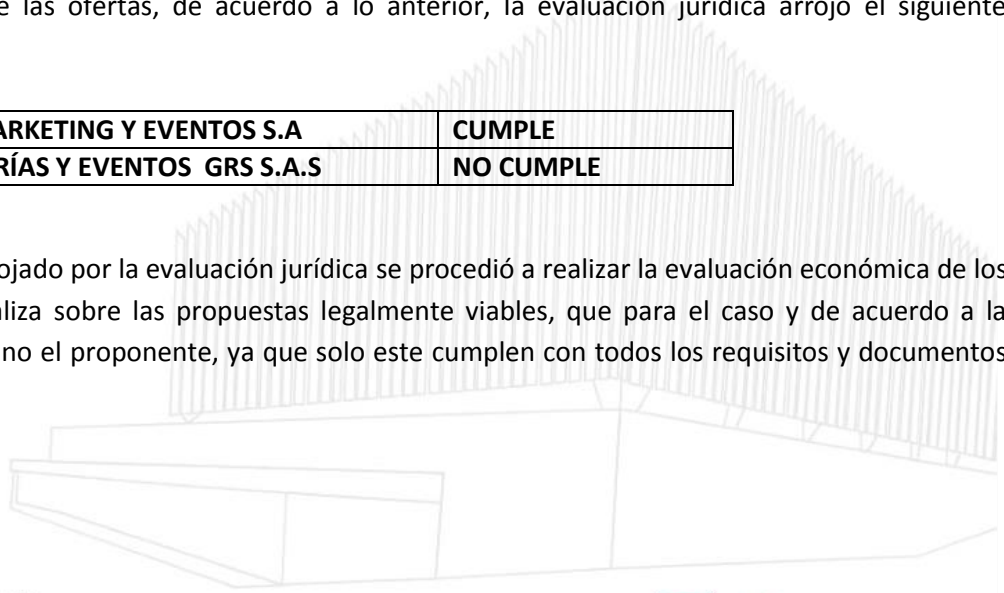 e las ofertas, de acuerdo a lo anterior, la evaluación jurídica arrojo el siguiente
ARKETING Y EVENTOS S.A CUMPLE
RÍAS Y EVENTOS GRS S.A.S NO CUMPLE
ojado por la evaluación jurídica se procedió a realizar la evaluación económica de los
aliza sobre las propuestas legalmente viables, que para el caso y de acuerdo a la
no el proponente, ya que solo este cumplen con todos los requisitos y documentos